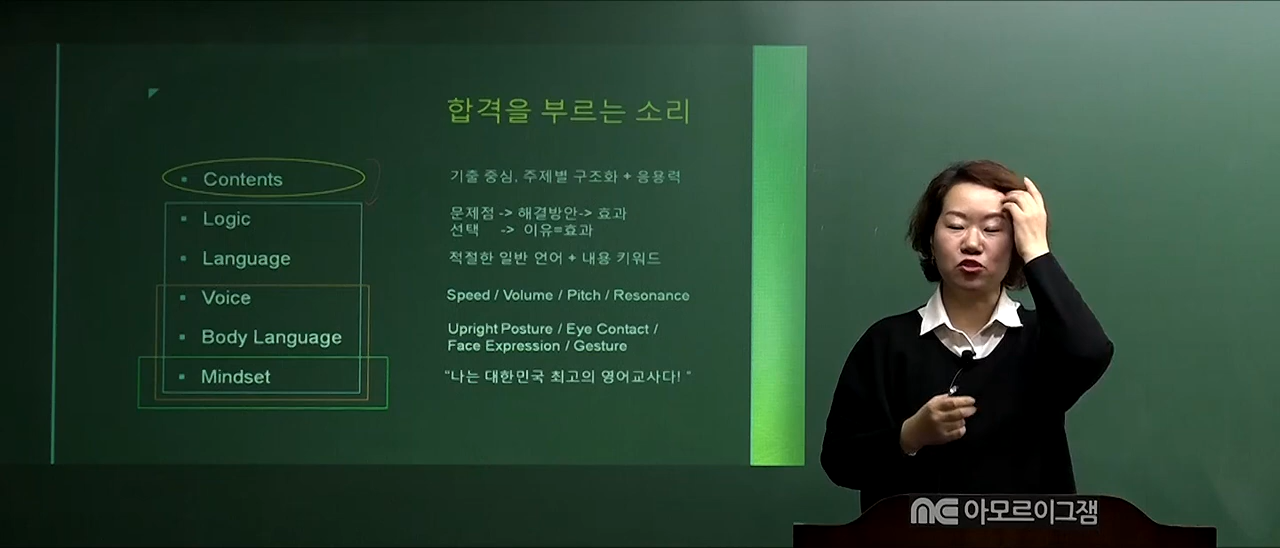 합격을 부르는 소리
▪ Contents
기출 중심, 주제별 구조화 + 응용력
▪ Logic
문제점 -> 해결방안-> 효과
선택 -> 이유=효과
▪ Language
적절한 일반 언어 + 내용 키워드
▪ Voice
Speed / Volume / Pitch / Resonance
▪ Body Language
Upright Posture / Eye Contact /
Face Expression / Gesture
▪ Mindset
"나는 대한민국 최고의 영어교사다! "
아모르이그잼